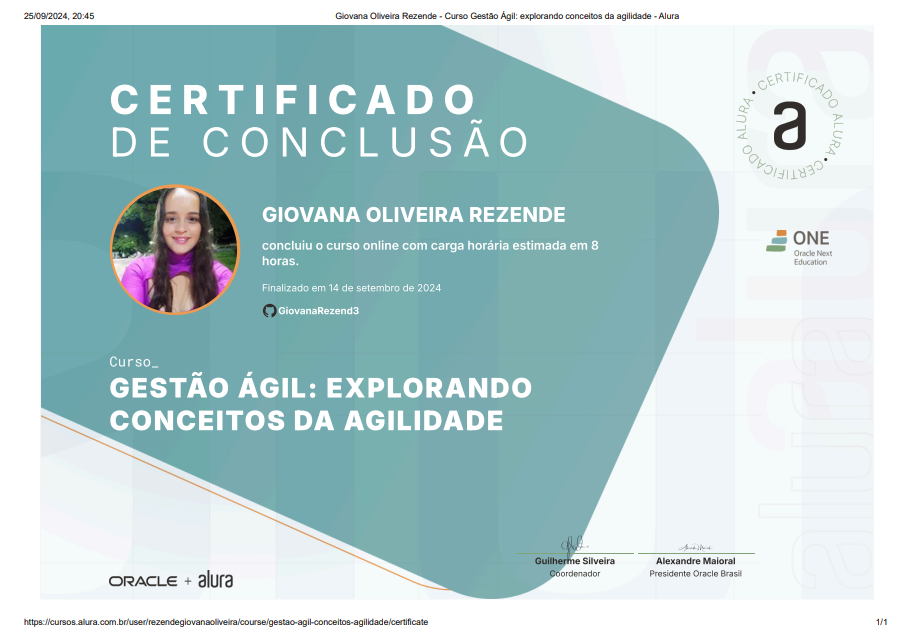 25/09/2024, 20:45
Giovana Oliveira Rezende - Curso Gestão Ágil: explorando conceitos da agilidade - Alura
CERTIFICADO
DE CONCLUSÃO
CERTIFICADO ALURA • CERTIFICADO ALURA •
a
GIOVANA OLIVEIRA REZENDE
concluiu o curso online com carga horária estimada em 8
horas.
Finalizado em 14 de setembro de 2024
GiovanaRezend3
ONE
Oracle Next
Education
Curso_
GESTÃO ÁGIL: EXPLORANDO
CONCEITOS DA AGILIDADE
Guilherme Silveira
Coordenador
Alexandre Maioral
Presidente Oracle Brasil
ORACLE + alura
alura
https://cursos.alura.com.br/user/rezendegiovanaoliveira/course/gestao-agil-conceitos-agilidade/certificate
1/1